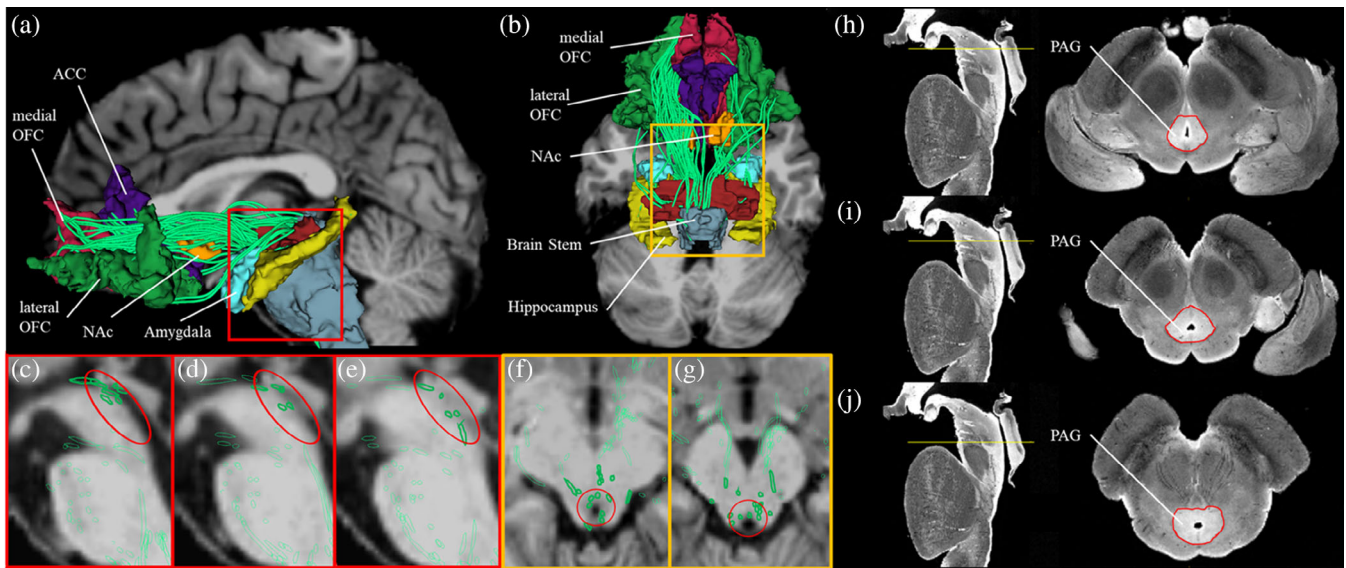 (a)
ACC
medial
OFC
lateral
OFC
NAc
Amygdala
(b)
medial
OFC
lateral
OFC
NAc
Brain Stem
Hippocampus
(c)
(d)
(e)
(f)
(g)
(h)
PAG
(i)
PAG
(j)
PAG